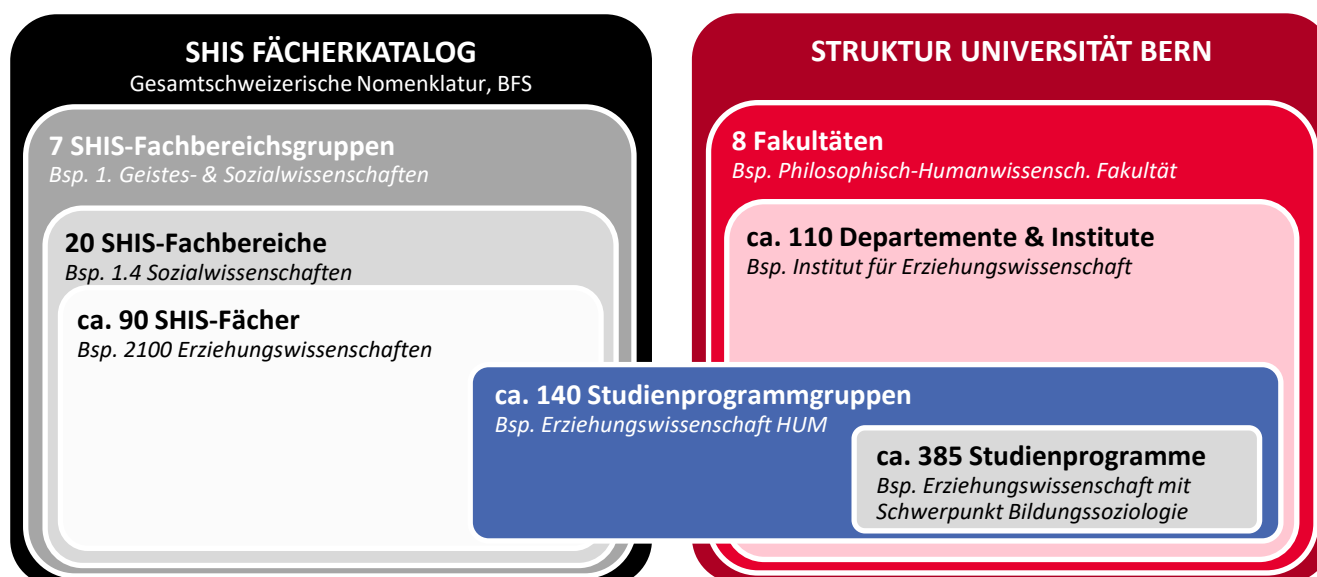 SHIS FÄCHERKATALOG
Gesamtschweizerische Nomenklatur, BFS
7 SHIS-Fachbereichsgruppen
Bsp. 1. Geistes- & Sozialwissenschaften
20 SHIS-Fachbereiche
Bsp. 1.4 Sozialwissenschaften
ca. 90 SHIS-Fächer
Bsp. 2100 Erziehungswissenschaften
STRUKTUR UNIVERSITÄT BERN
8 Fakultäten
Bsp. Philosophisch-Humanwissensch. Fakultät
ca. 110 Departemente & Institute
Bsp. Institut für Erziehungswissenschaft
ca. 140 Studienprogrammgruppen
Bsp. Erziehungswissenschaft HUM
ca. 385 Studienprogramme
Bsp. Erziehungswissenschaft mit
Schwerpunkt Bildungssoziologie